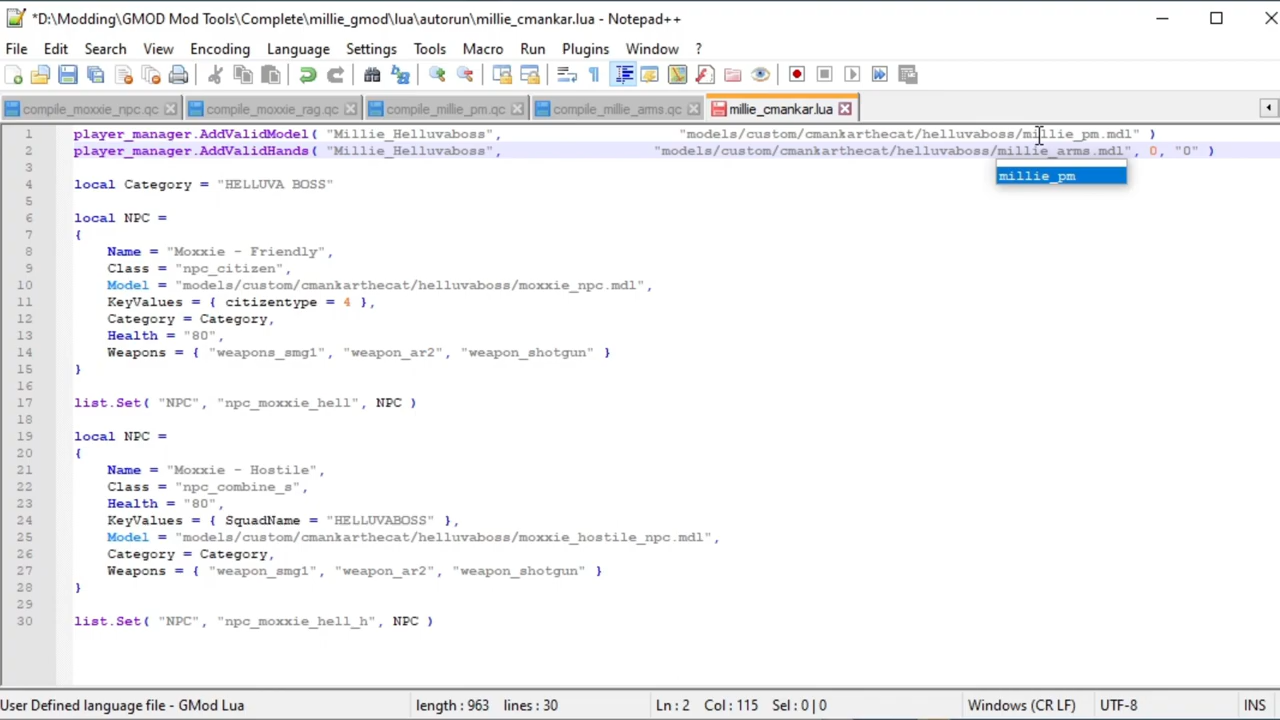 *D:\Modding\GMOD Mod Tools\Complete\millie_gmod\lua\autorun\millie_cmankar.lua - Notepad++
File Edit Search View Encoding Language Settings Tools Macro Run Plugins Window ?
compile_moxxie_npc.qc compile_moxxie_rag.qc compile_millie_pm.qc compile_millie_arms.qc millie_cmankar.lua
1 player_manager.AddValidModel( "Millie_Helluvaboss", "models/custom/cmankarthecat/helluvaboss/millie_pm.mdl" )
2 player_manager.AddValidHands( "Millie_Helluvaboss", "models/custom/cmankarthecat/helluvaboss/millie_arms.mdl", 0, "0" )
millie_pm
3
4 local Category = "HELLUVA BOSS"
5
6 local NPC =
7 {
8 Name = "Moxxie - Friendly",
9 Class = "npc_citizen",
10 Model = "models/custom/cmankarthecat/helluvaboss/moxxie_npc.mdl",
11 KeyValues = { citizentype = 4 },
12 Category = Category,
13 Health = "80",
14 Weapons = { "weapons_smg1", "weapon_ar2", "weapon_shotgun" }
15 }
16
17 list.Set( "NPC", "npc_moxxie_hell", NPC )
18
19 local NPC =
20 {
21 Name = "Moxxie - Hostile",
22 Class = "npc_combine_s",
23 Health = "80",
24 KeyValues = { SquadName = "HELLUVABOSS" },
25 Model = "models/custom/cmankarthecat/helluvaboss/moxxie_hostile_npc.mdl",
26 Category = Category,
27 Weapons = { "weapon_smg1", "weapon_ar2", "weapon_shotgun" }
28 }
29
30 list.Set( "NPC", "npc_moxxie_hell_h", NPC )
User Defined language file - GMod Lua length : 963 lines : 30 Ln : 2 Col : 115 Sel : 0 | 0 Windows (CR LF) UTF-8 INS